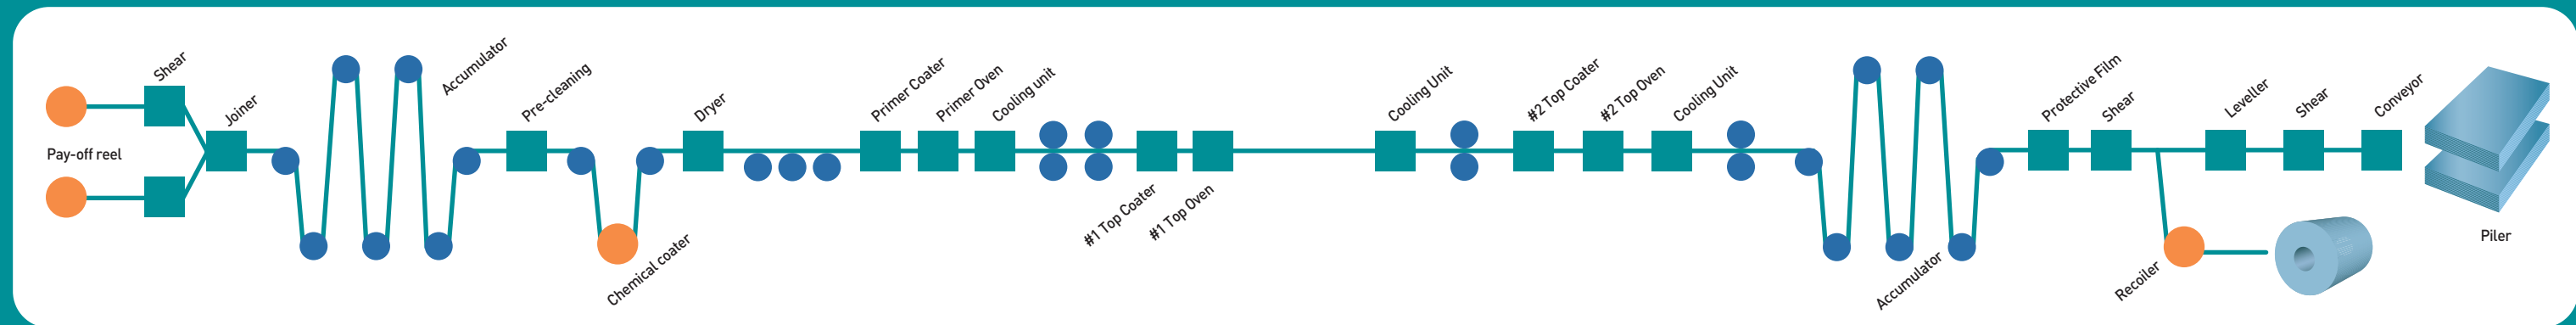 Pay-off reel
Shear
Joiner
Accumulator
Pre-cleaning
Chemical coater
Dryer
Primer Coater
Primer Oven
Cooling unit
#1 Top Coater
#1 Top Oven
Cooling Unit
#2 Top Coater
#2 Top Oven
Cooling Unit
Accumulator
Protective Film
Shear
Recoiler
Leveller
Shear
Conveyor
Piler